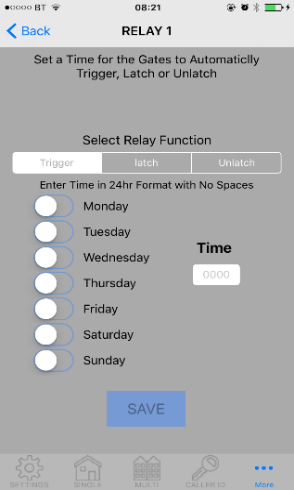 BT 08:21
Back RELAY 1
Set a Time for the Gates to Automaticlly
Trigger, Latch or Unlatch
Select Relay Function
Trigger latch Unlatch
Enter Time in 24hr Format with No Spaces
Monday
Tuesday
Wednesday
Time
Thursday
0000
Friday
Saturday
Sunday
SAVE
SETTINGS SINGLE MULTI CALLER ID More